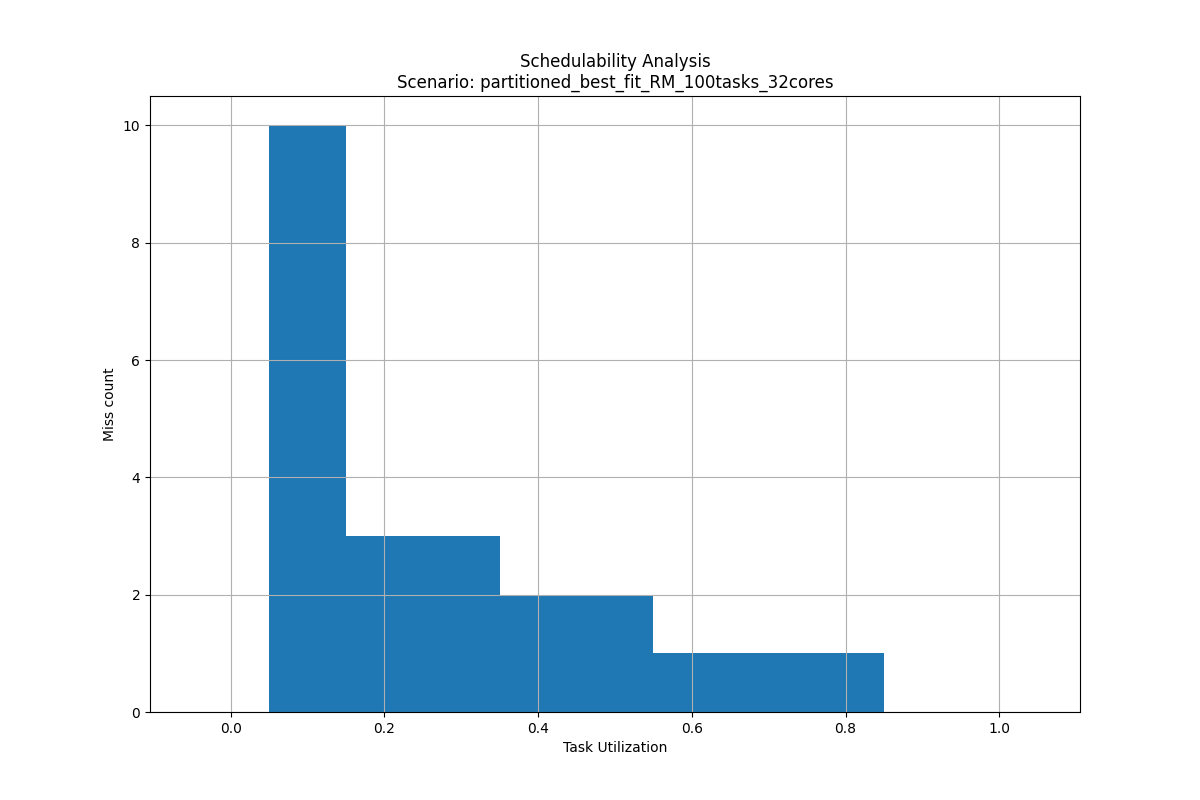 Schedulability Analysis
Scenario: partitioned_best_fit_RM_100tasks_32cores
10
8
6
4
2
0
Miss count
0.0 0.2 0.4 0.6 0.8 1.0
Task Utilization